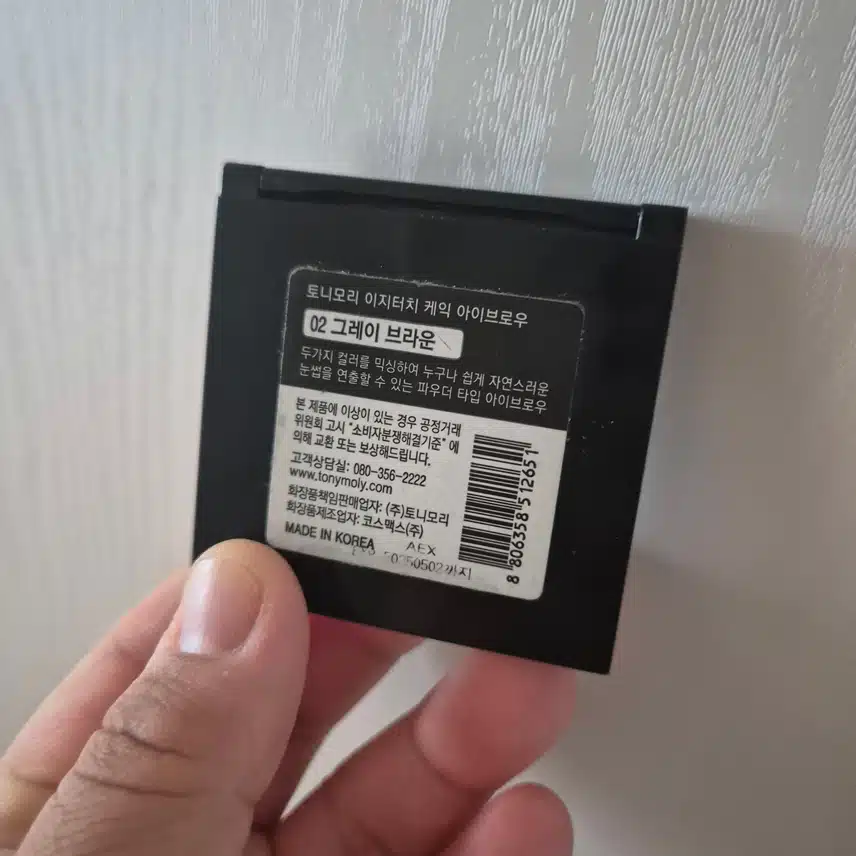 토니모리 이지터치 케익 아이브로우
02 그레이 브라운
두가지 컬러를 믹싱하여 누구나 쉽게 자연스러운
눈썹을 연출할 수 있는 파우더 타입 아이브로우
본 제품에 이상이 있는 경우 공정거래
위원회 고시 "소비자분쟁해결기준" 에
의해 교환 또는 보상해드립니다.
고객상담실: 080-356-2222
www.tonymoly.com
화장품책임판매업자: (주)토니모리
화장품제조업자: 코스맥스(주)
MADE IN KOREA
AEX
8 806358 512651